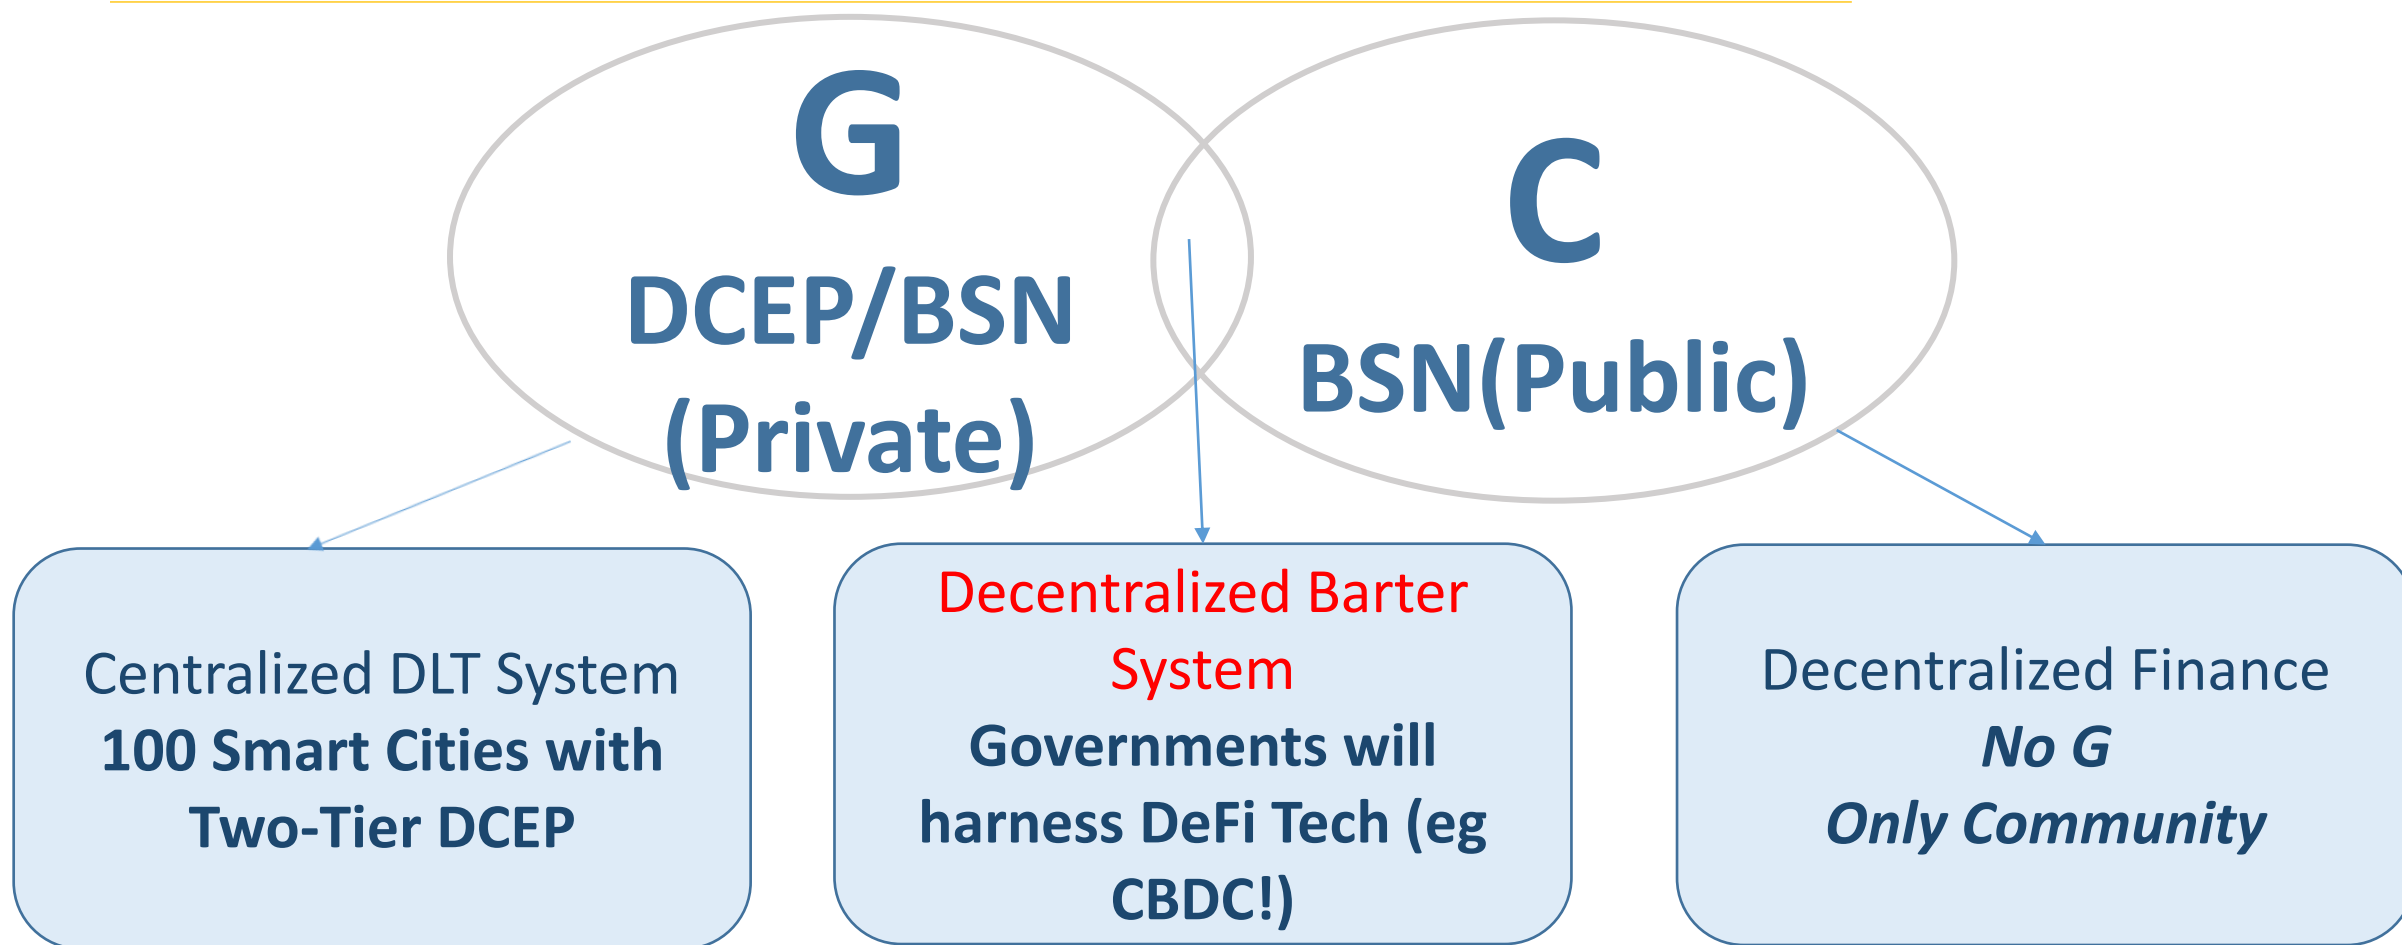 G
DCEP/BSN
(Private)
C
BSN(Public)
Centralized DLT System
100 Smart Cities with
Two-Tier DCEP
Decentralized Barter
System
Governments will
harness DeFi Tech (eg
CBDC!)
Decentralized Finance
No G
Only Community